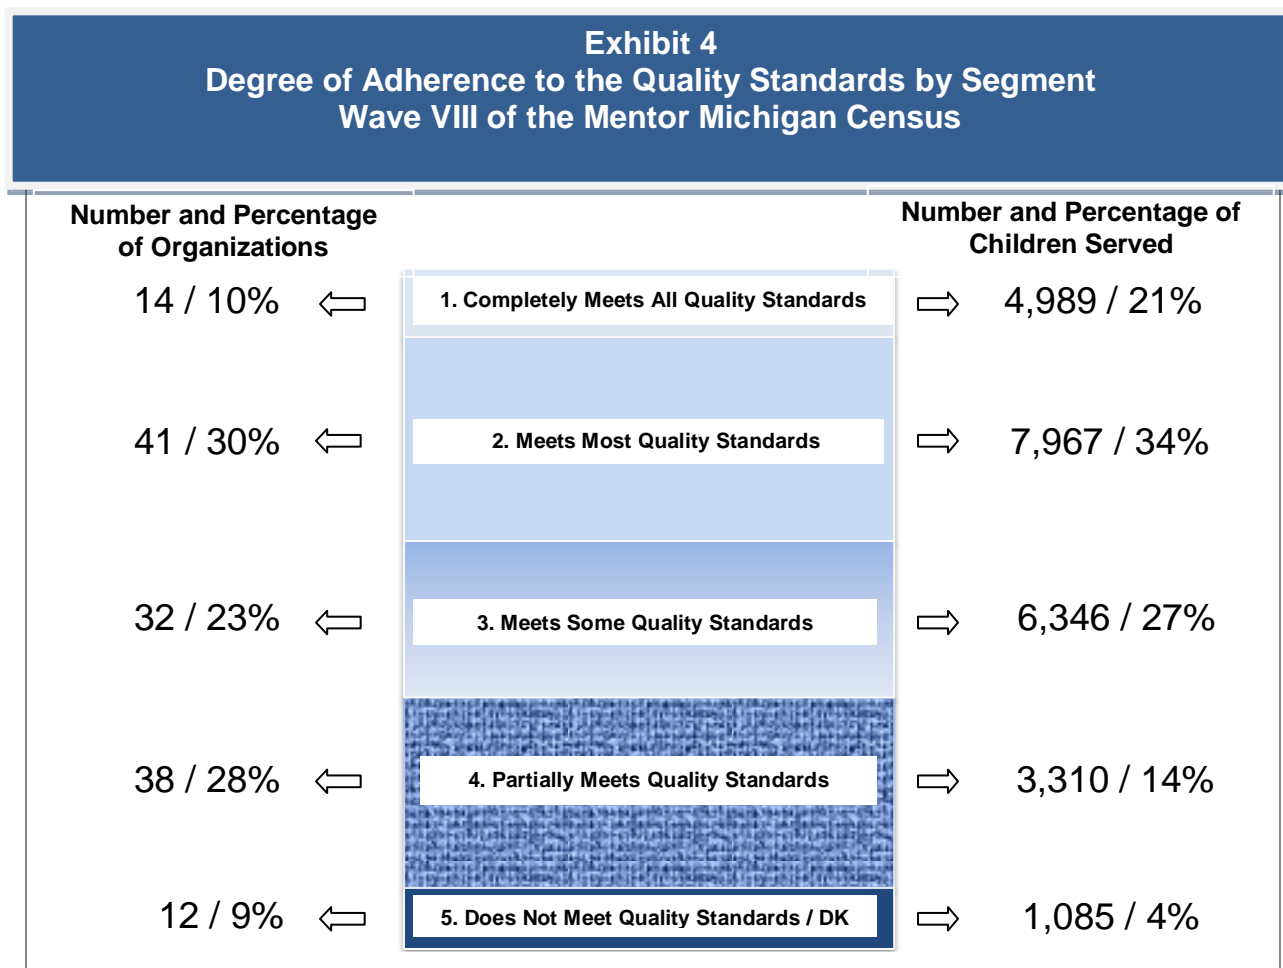 Exhibit 4
Degree of Adherence to the Quality Standards by Segment
Wave VIII of the Mentor Michigan Census
Number and Percentage
of Organizations
Number and Percentage of
Children Served
14 / 10%
1. Completely Meets All Quality Standards
4,989 / 21%
41 / 30%
2. Meets Most Quality Standards
7,967 / 34%
32 / 23%
3. Meets Some Quality Standards
6,346 / 27%
38 / 28%
4. Partially Meets Quality Standards
3,310 / 14%
12 / 9%
5. Does Not Meet Quality Standards / DK
1,085 / 4%